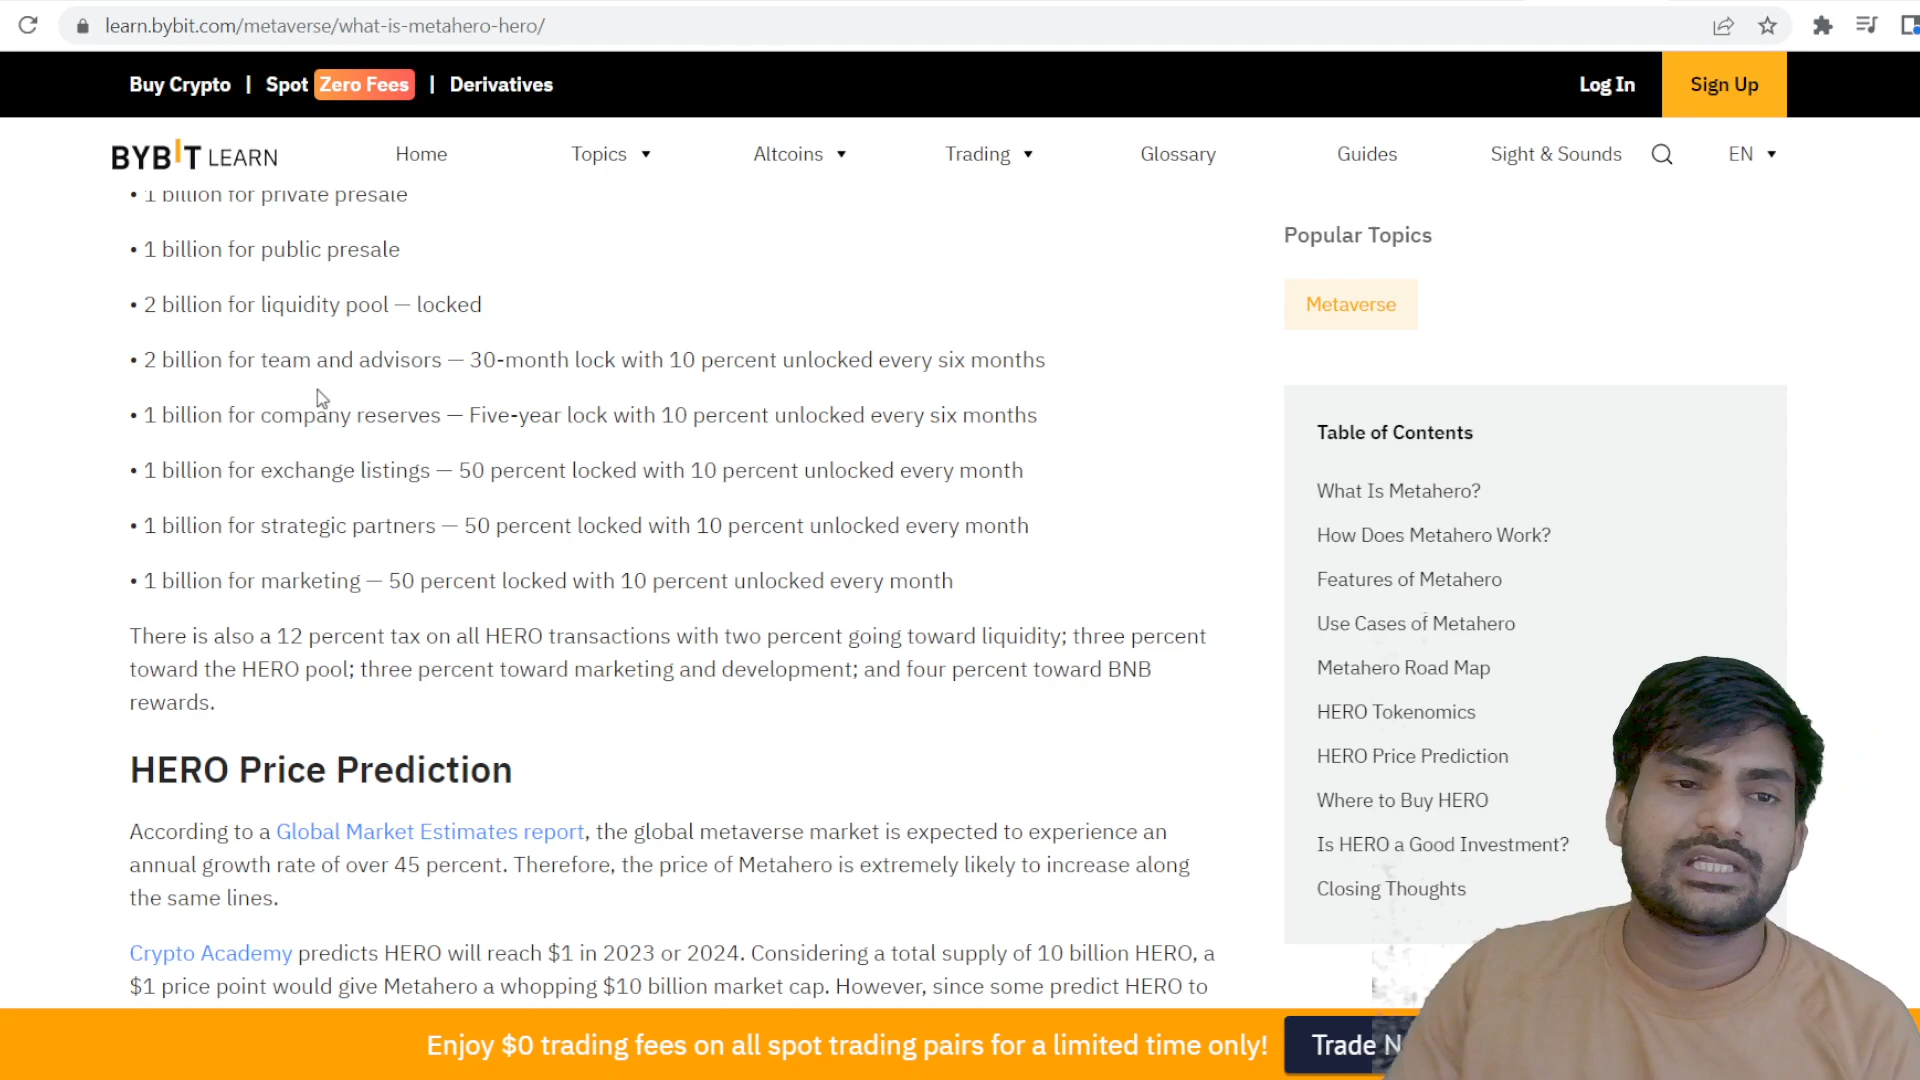 learn.bybit.com/metaverse/what-is-metahero-hero/
Buy Crypto | Spot Zero Fees | Derivatives
Log In
Sign Up
BYBIT LEARN
Home
Topics
Altcoins
Trading
Glossary
Guides
Sight & Sounds
EN
• 1 billion for private presale
• 1 billion for public presale
• 2 billion for liquidity pool — locked
• 2 billion for team and advisors — 30-month lock with 10 percent unlocked every six months
• 1 billion for company reserves — Five-year lock with 10 percent unlocked every six months
• 1 billion for exchange listings — 50 percent locked with 10 percent unlocked every month
• 1 billion for strategic partners — 50 percent locked with 10 percent unlocked every month
• 1 billion for marketing — 50 percent locked with 10 percent unlocked every month
There is also a 12 percent tax on all HERO transactions with two percent going toward liquidity; three percent
toward the HERO pool; three percent toward marketing and development; and four percent toward BNB
rewards.
HERO Price Prediction
According to a Global Market Estimates report, the global metaverse market is expected to experience an
annual growth rate of over 45 percent. Therefore, the price of Metahero is extremely likely to increase along
the same lines.
Crypto Academy predicts HERO will reach $1 in 2023 or 2024. Considering a total supply of 10 billion HERO, a
$1 price point would give Metahero a whopping $10 billion market cap. However, since some predict HERO to
Popular Topics
Metaverse
Table of Contents
What Is Metahero?
How Does Metahero Work?
Features of Metahero
Use Cases of Metahero
Metahero Road Map
HERO Tokenomics
HERO Price Prediction
Where to Buy HERO
Is HERO a Good Investment?
Closing Thoughts
Enjoy $0 trading fees on all spot trading pairs for a limited time only!
Trade N